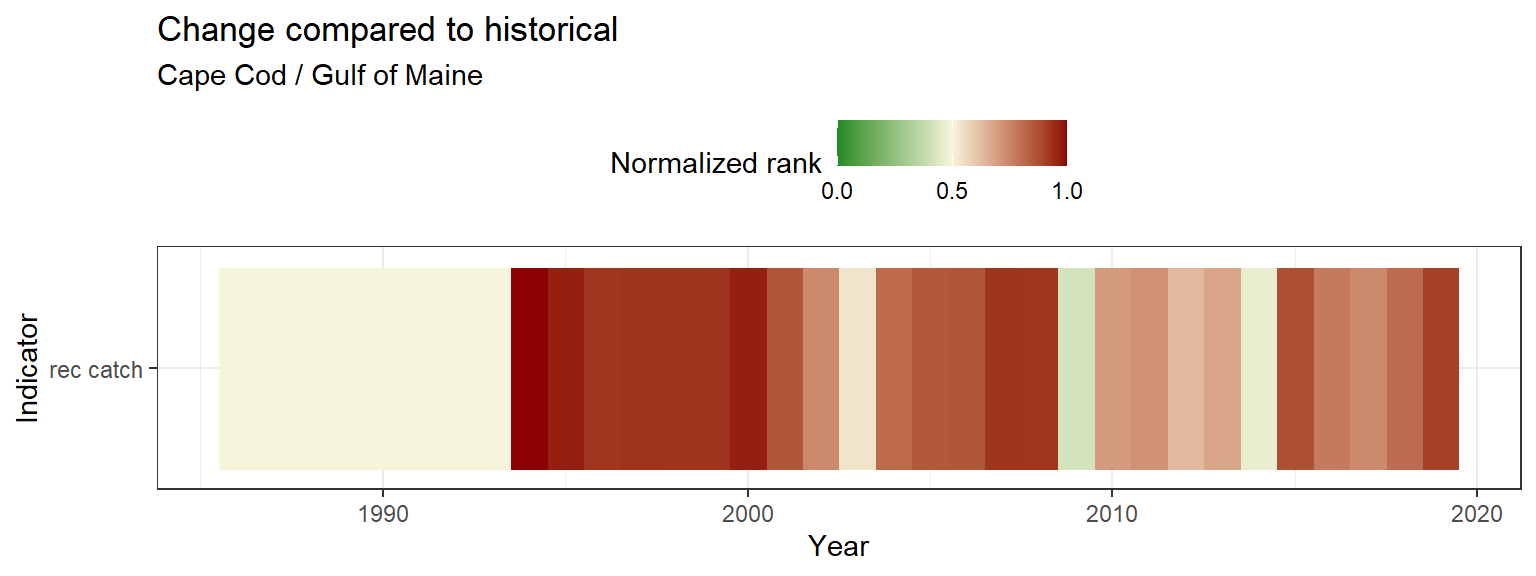 Change compared to historical
Cape Cod / Gulf of Maine
Normalized rank
0.0 0.5 1.0
Indicator
rec catch
1990 2000 2010 2020
Year